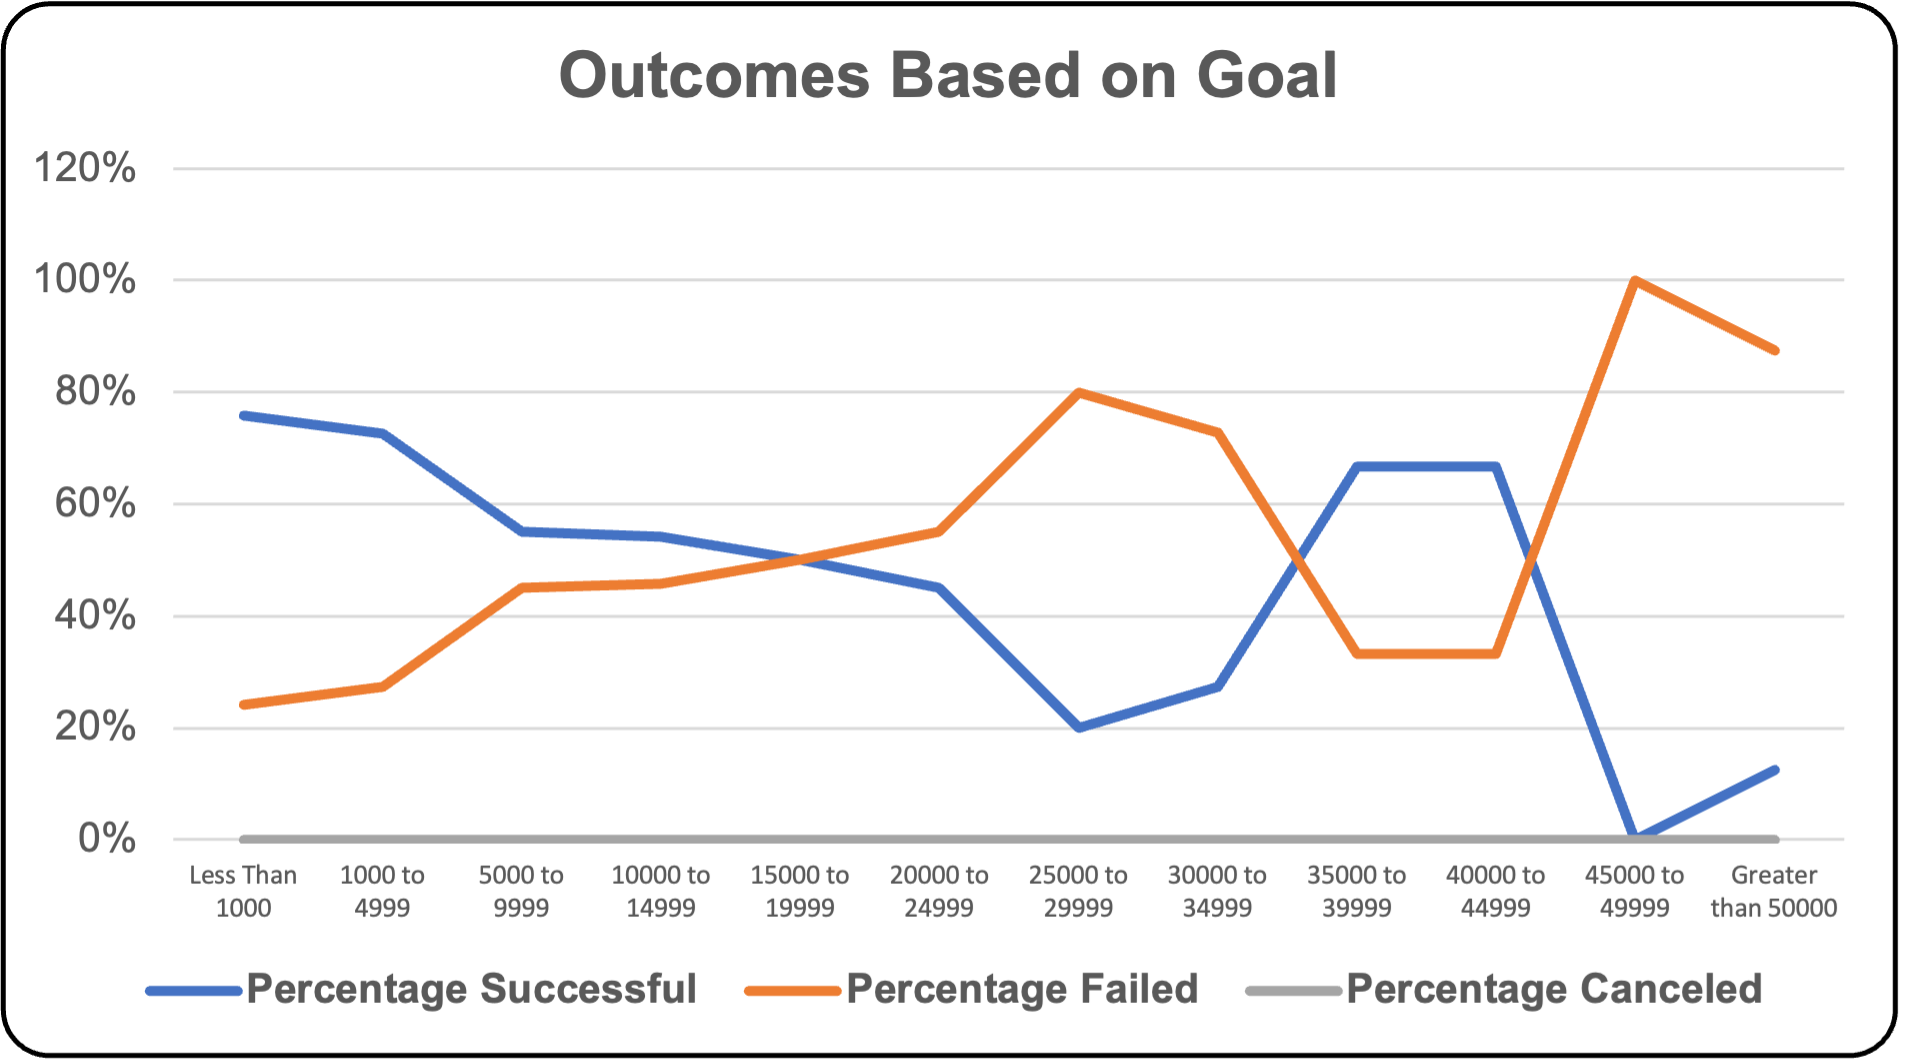 Outcomes Based on Goal
120%
100%
80%
60%
40%
20%
0%
Less Than
1000
1000 to
4999
5000 to
9999
10000 to
14999
15000 to
19999
20000 to
24999
25000 to
29999
30000 to
34999
35000 to
39999
40000 to
44999
45000 to
49999
Greater
than 50000
Percentage Successful
Percentage Failed
Percentage Canceled